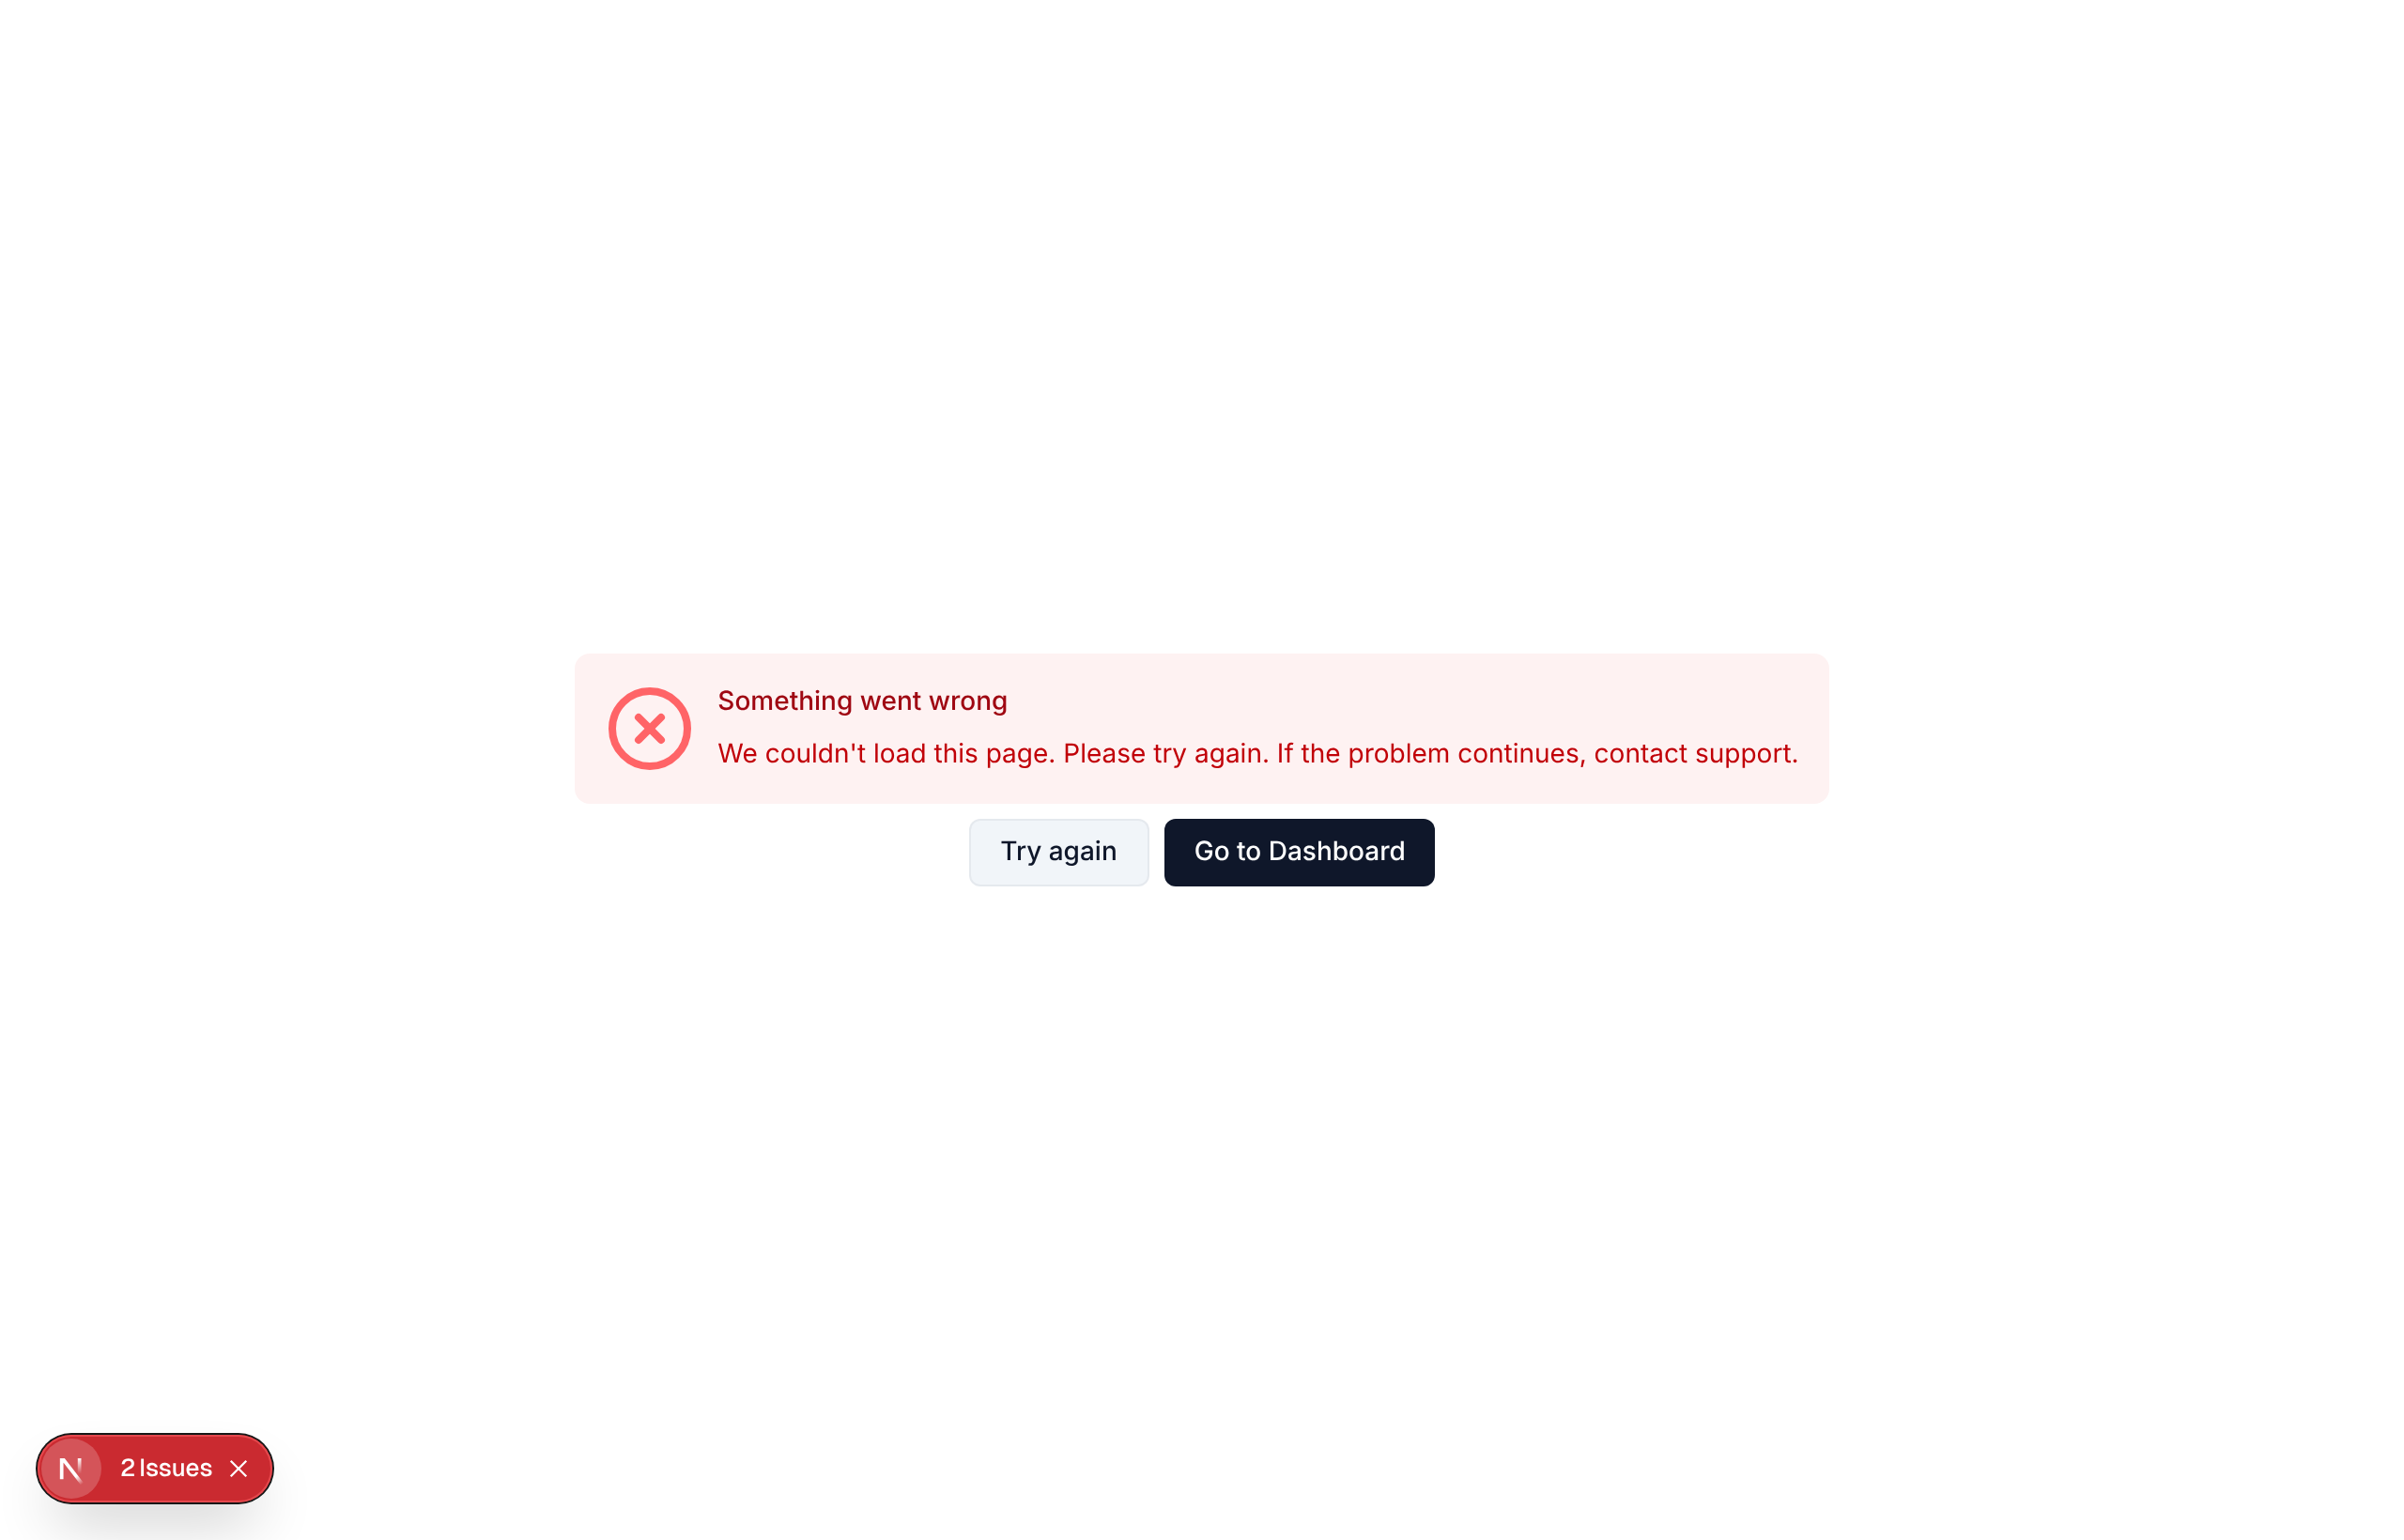 Something went wrong
We couldn't load this page. Please try again. If the problem continues, contact support.
Try again
Go to Dashboard
N
2 Issues